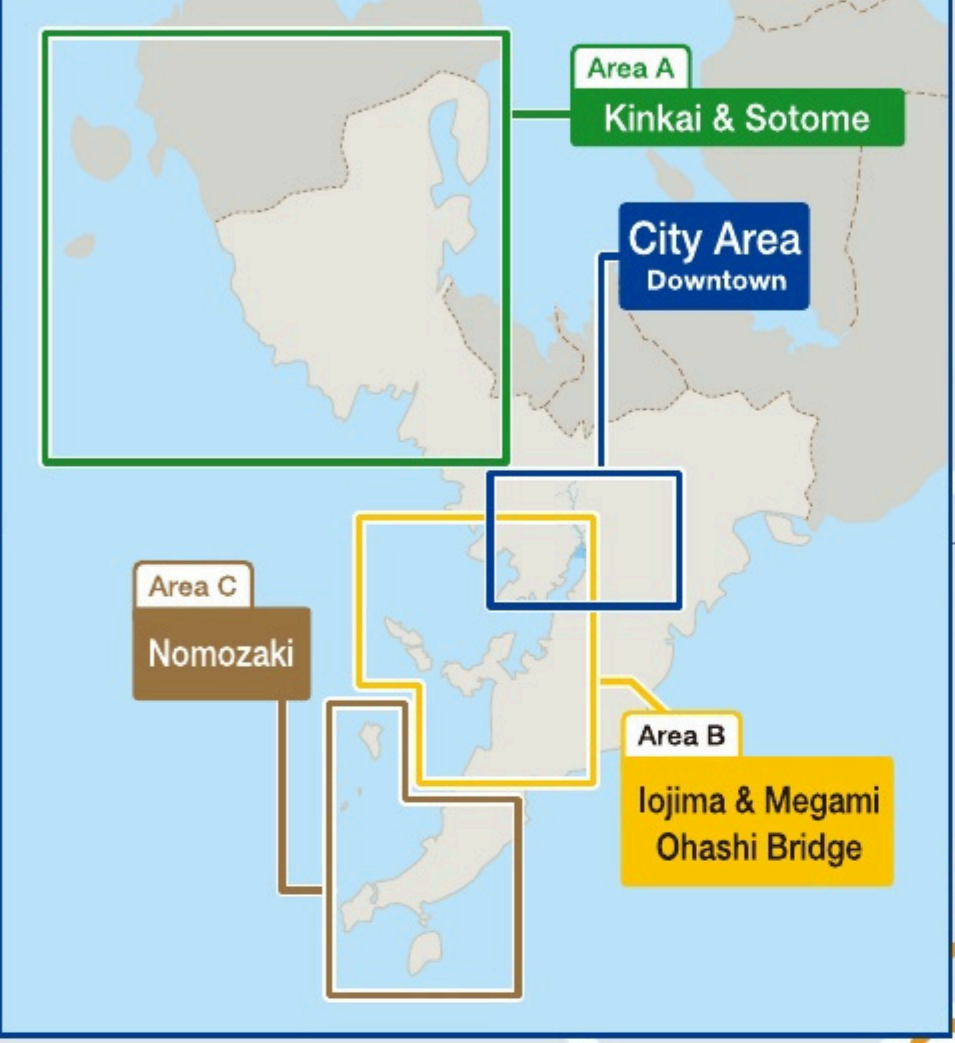 Area A
Kinkai & Sotome
City Area
Downtown
Area C
Nomozaki
Area B
Iojima & Megami
Ohashi Bridge